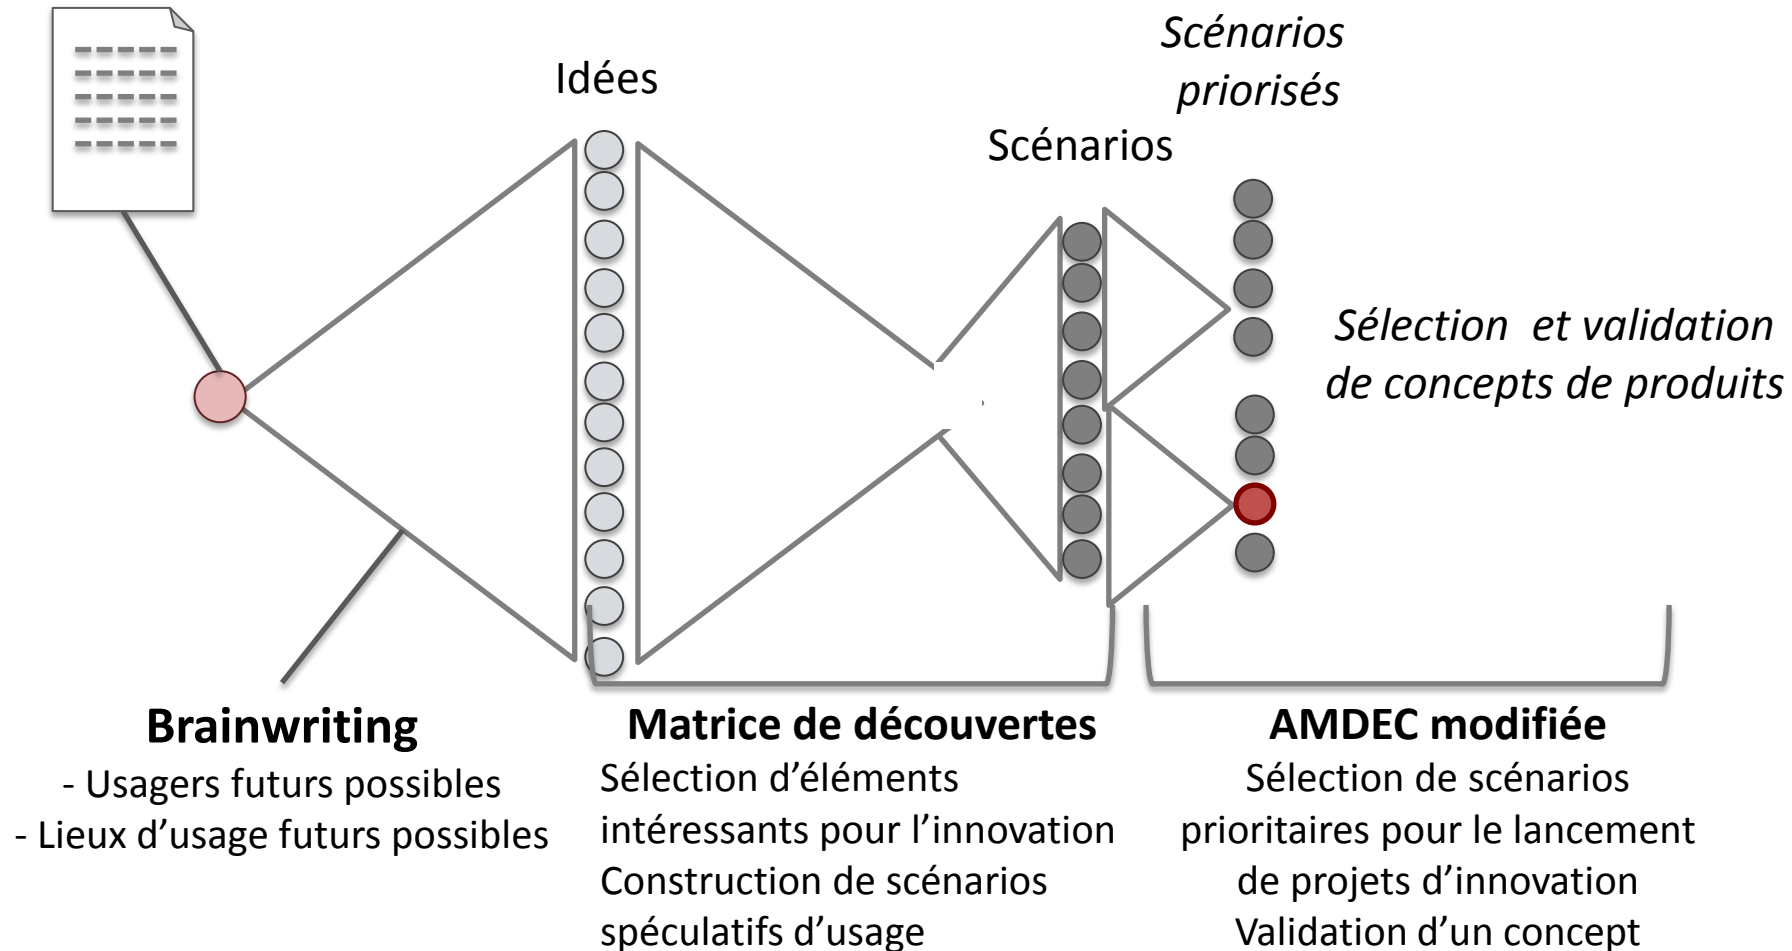 Idées
Scénarios
priorisés
Scénarios
Sélection et validation
de concepts de produits
Brainwriting
- Usagers futurs possibles
- Lieux d’usage futurs possibles
Matrice de découvertes
Sélection d’éléments
intéressants pour l’innovation
Construction de scénarios
spéculatifs d’usage
AMDEC modifiée
Sélection de scénarios
prioritaires pour le lancement
de projets d’innovation
Validation d’un concept